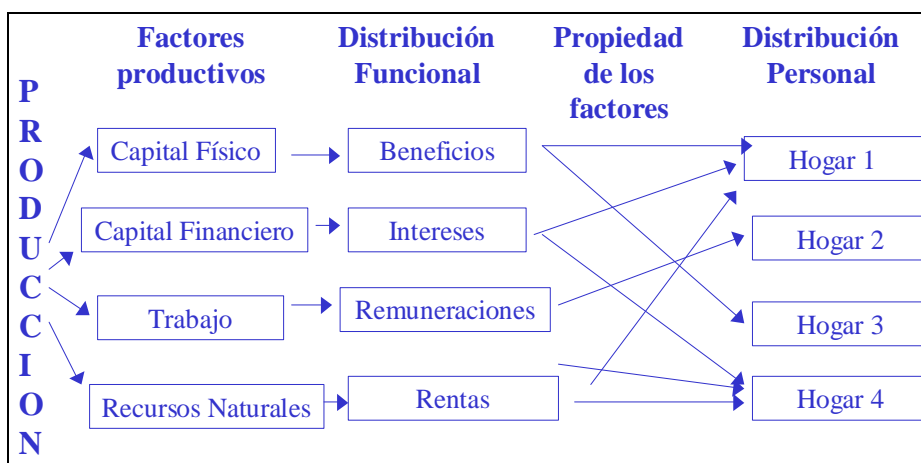 Factores
productivos
Distribución
Funcional
Propiedad
de los
factores
Distribución
Personal
PRODUCCION
Capital Físico
Beneficios
Hogar 1
Capital Financiero
Intereses
Hogar 2
Trabajo
Remuneraciones
Hogar 3
Recursos Naturales
Rentas
Hogar 4